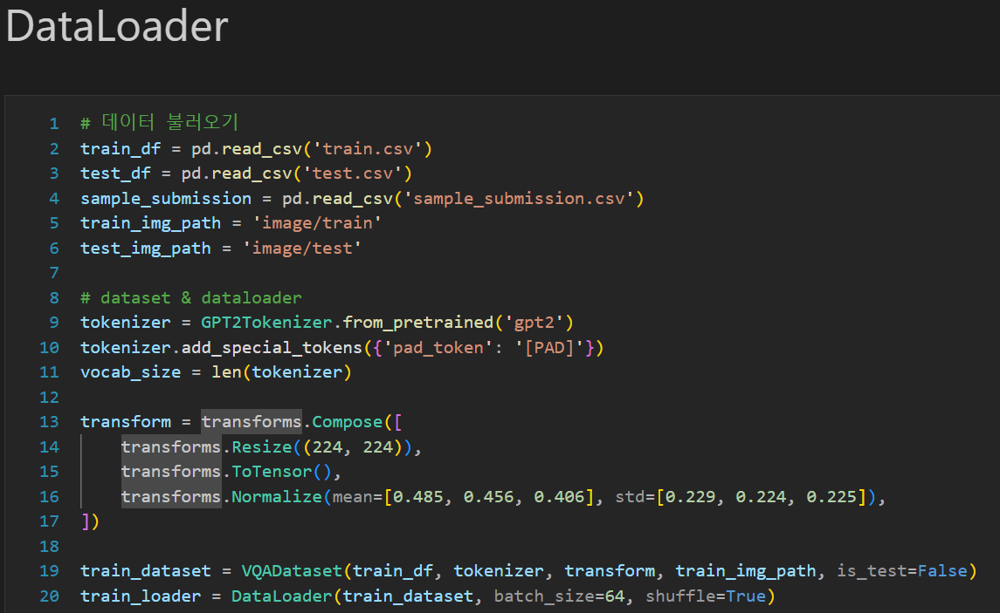 DataLoader
1 # 데이터 불러오기
2 train_df = pd.read_csv('train.csv')
3 test_df = pd.read_csv('test.csv')
4 sample_submission = pd.read_csv('sample_submission.csv')
5 train_img_path = 'image/train'
6 test_img_path = 'image/test'
7
8 # dataset & dataloader
9 tokenizer = GPT2Tokenizer.from_pretrained('gpt2')
10 tokenizer.add_special_tokens({'pad_token': '[PAD]'})
11 vocab_size = len(tokenizer)
12
13 transform = transforms.Compose([
14     transforms.Resize((224, 224)),
15     transforms.ToTensor(),
16     transforms.Normalize(mean=[0.485, 0.456, 0.406], std=[0.229, 0.224, 0.225]),
17 ])
18
19 train_dataset = VQADataset(train_df, tokenizer, transform, train_img_path, is_test=False)
20 train_loader = DataLoader(train_dataset, batch_size=64, shuffle=True)